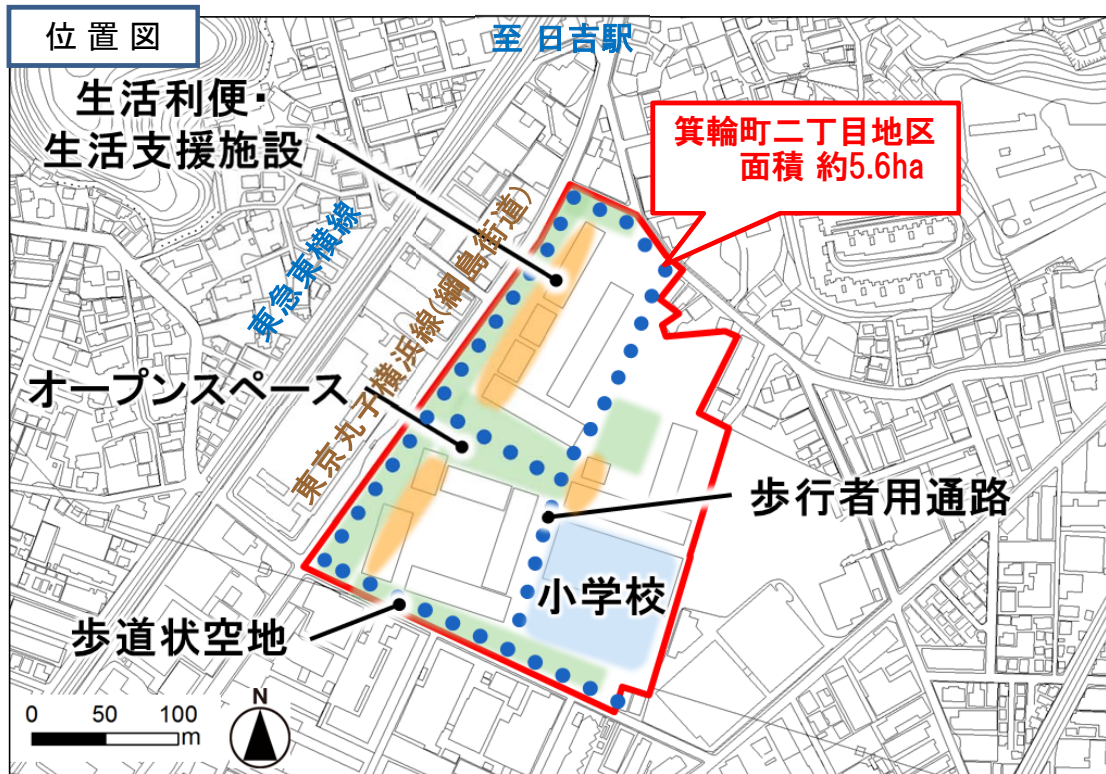 位置図
至 日吉駅
生活利便・
生活支援施設
箕輪町二丁目地区
面積 約5.6ha
東急東横線
東京丸子横浜線(綱島街道)
オープンスペース
歩行者用通路
小学校
歩道状空地
N
0 50 100
m